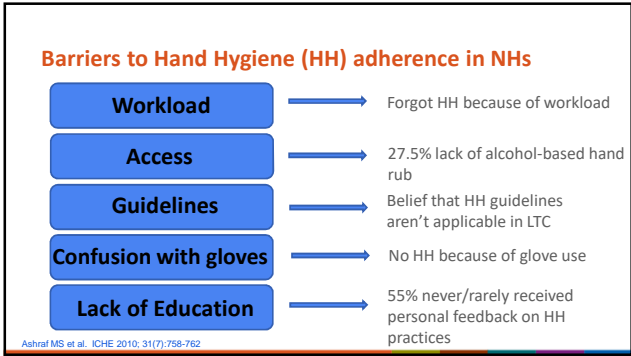 Barriers to Hand Hygiene (HH) adherence in NHs
Workload
Forgot HH because of workload
Access
27.5% lack of alcohol-based hand
rub
Guidelines
Belief that HH guidelines
aren't applicable in LTC
Confusion with gloves
No HH because of glove use
Lack of Education
55% never/rarely received
personal feedback on HH
practices
Ashraf MS et al. ICHE 2010; 31(7):758-762